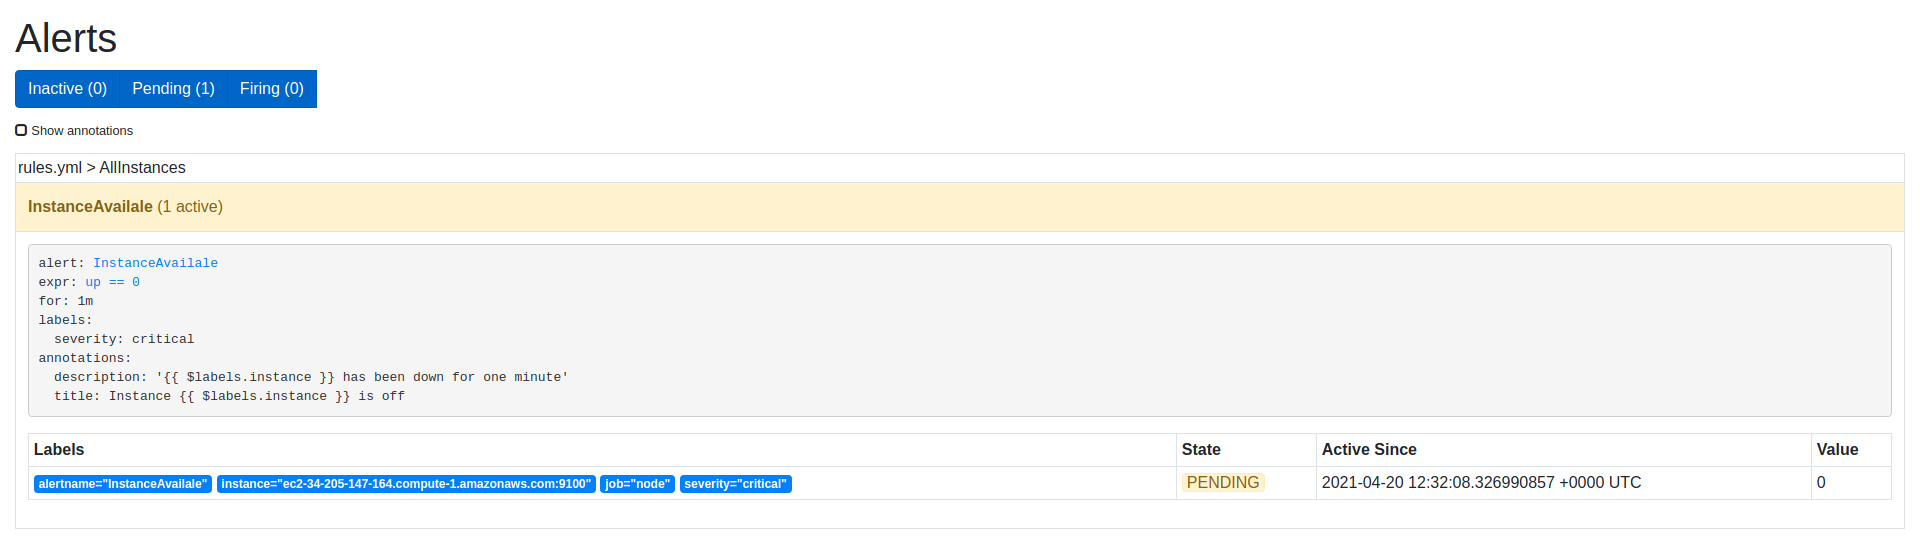 Alerts
Inactive (0) Pending (1) Firing (0)
Show annotations
rules.yml > AllInstances
InstanceAvailale (1 active)
alert: InstanceAvailale
expr: up == 0
for: 1m
labels:
  severity: critical
annotations:
  description: '{{ $labels.instance }} has been down for one minute'
  title: Instance {{ $labels.instance }} is off
Labels State Active Since Value
alertname="InstanceAvailale" instance="ec2-34-205-147-164.compute-1.amazonaws.com:9100" job="node" severity="critical" PENDING 2021-04-20 12:32:08.326990857 +0000 UTC 0